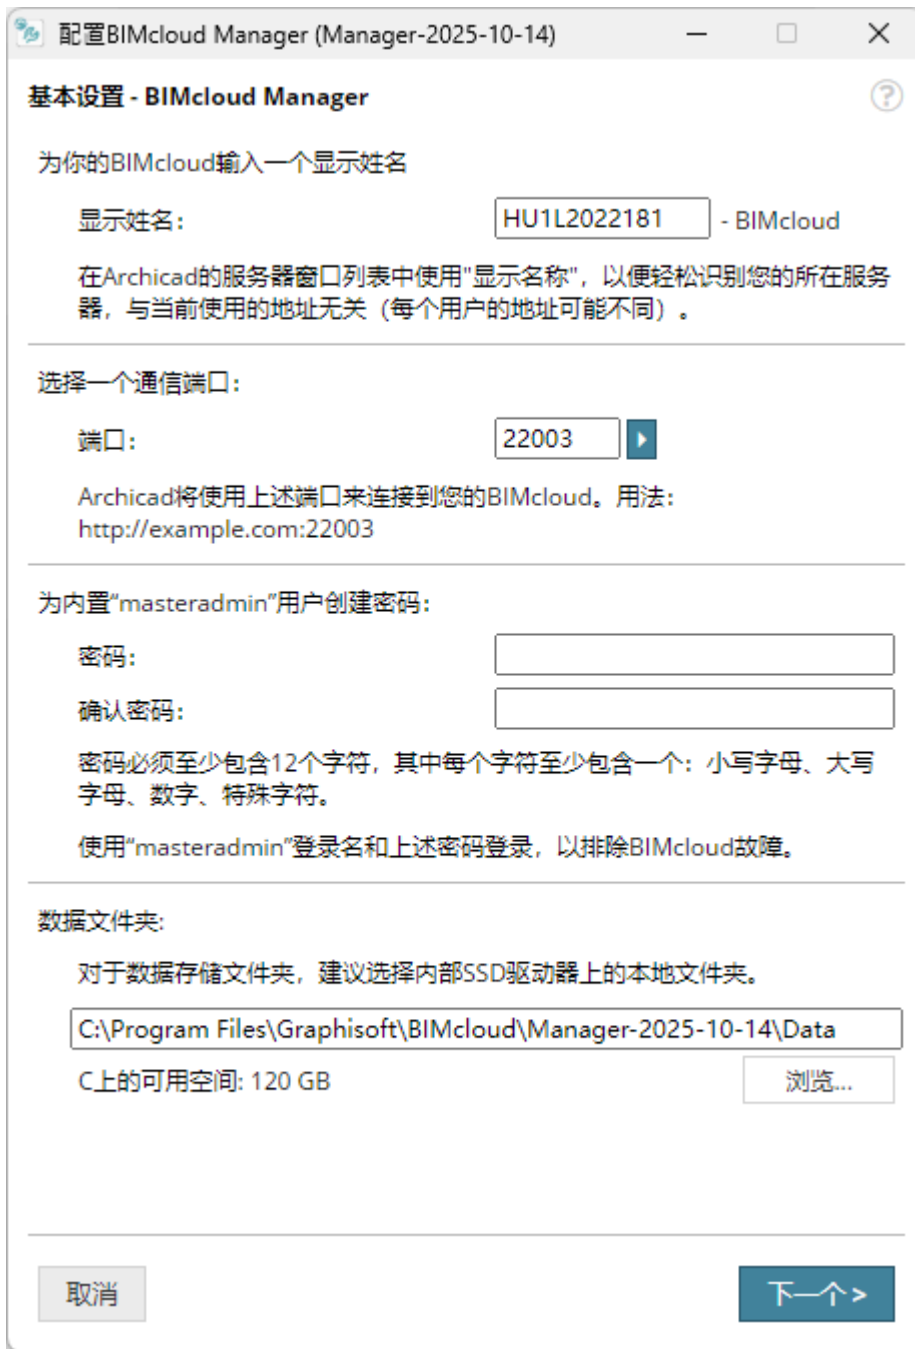 配置BIMcloud Manager (Manager-2025-10-14)
基本设置 - BIMcloud Manager
?
为你的BIMcloud输入一个显示姓名
显示姓名: HU1L2022181 - BIMcloud
在Archicad的服务器窗口列表中使用"显示名称"，以便轻松识别您的所在服务
器，与当前使用的地址无关（每个用户的地址可能不同）。
选择一个通信端口:
端口: 22003
Archicad将使用上述端口来连接到您的BIMcloud。用法:
http://example.com:22003
为内置“masteradmin”用户创建密码:
密码:
确认密码:
密码必须至少包含12个字符，其中每个字符至少包含一个：小写字母、大写
字母、数字、特殊字符。
使用“masteradmin”登录名和上述密码登录，以排除BIMcloud故障。
数据文件夹:
对于数据存储文件夹，建议选择内部SSD驱动器上的本地文件夹。
C:\Program Files\Graphisoft\BIMcloud\Manager-2025-10-14\Data
C上的可用空间: 120 GB 浏览...
取消 下一个 >